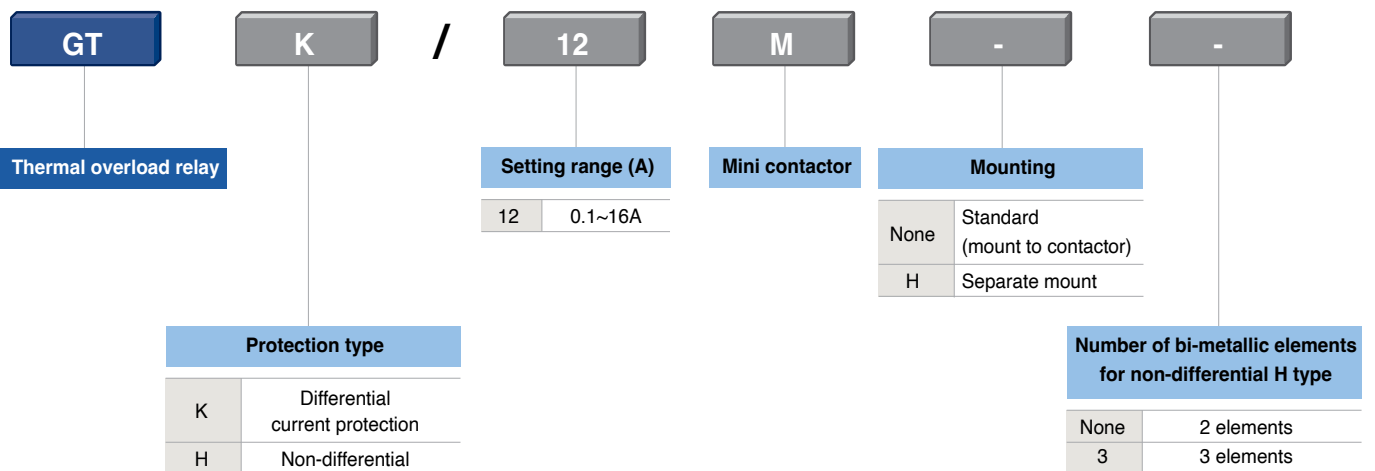 GT K / 12 M - -
Thermal overload relay
Setting range (A)
12 0.1~16A
Mini contactor
Mounting
None Standard
(mount to contactor)
H Separate mount
Protection type
K Differential
current protection
H Non-differential
Number of bi-metallic elements
for non-differential H type
None 2 elements
3 3 elements